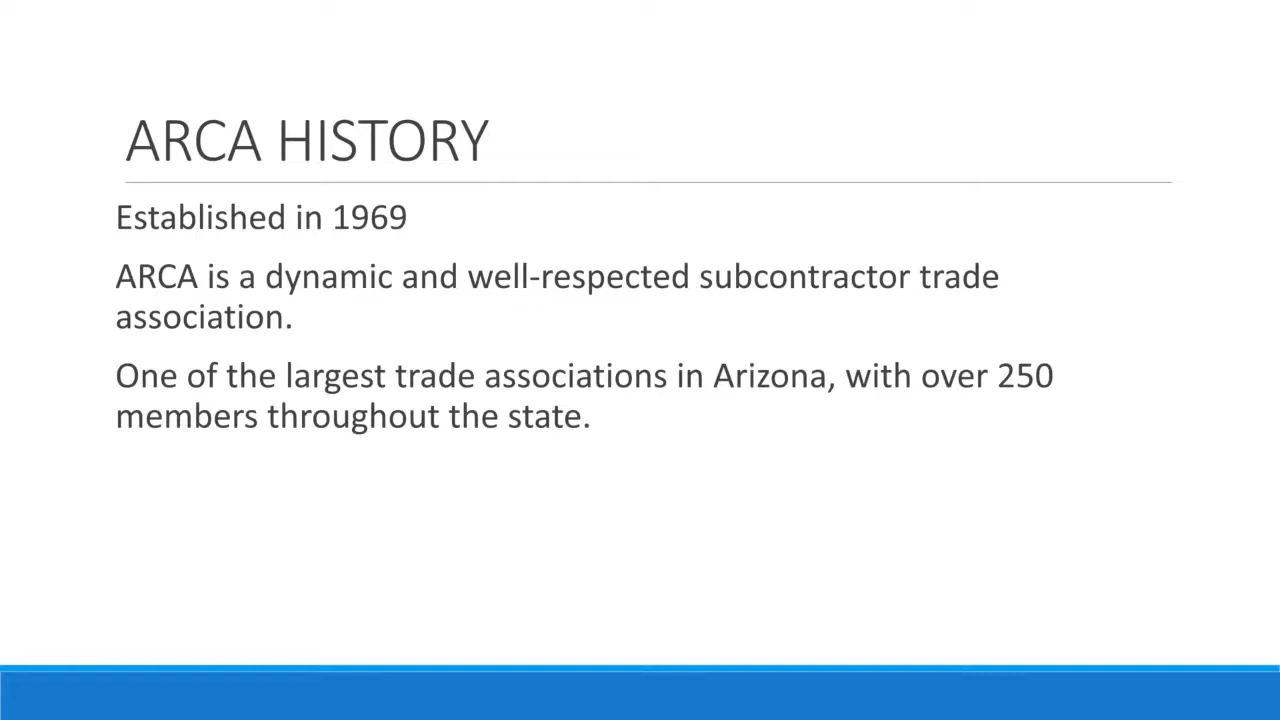 ARCA HISTORY
Established in 1969
ARCA is a dynamic and well-respected subcontractor trade
association.
One of the largest trade associations in Arizona, with over 250
members throughout the state.